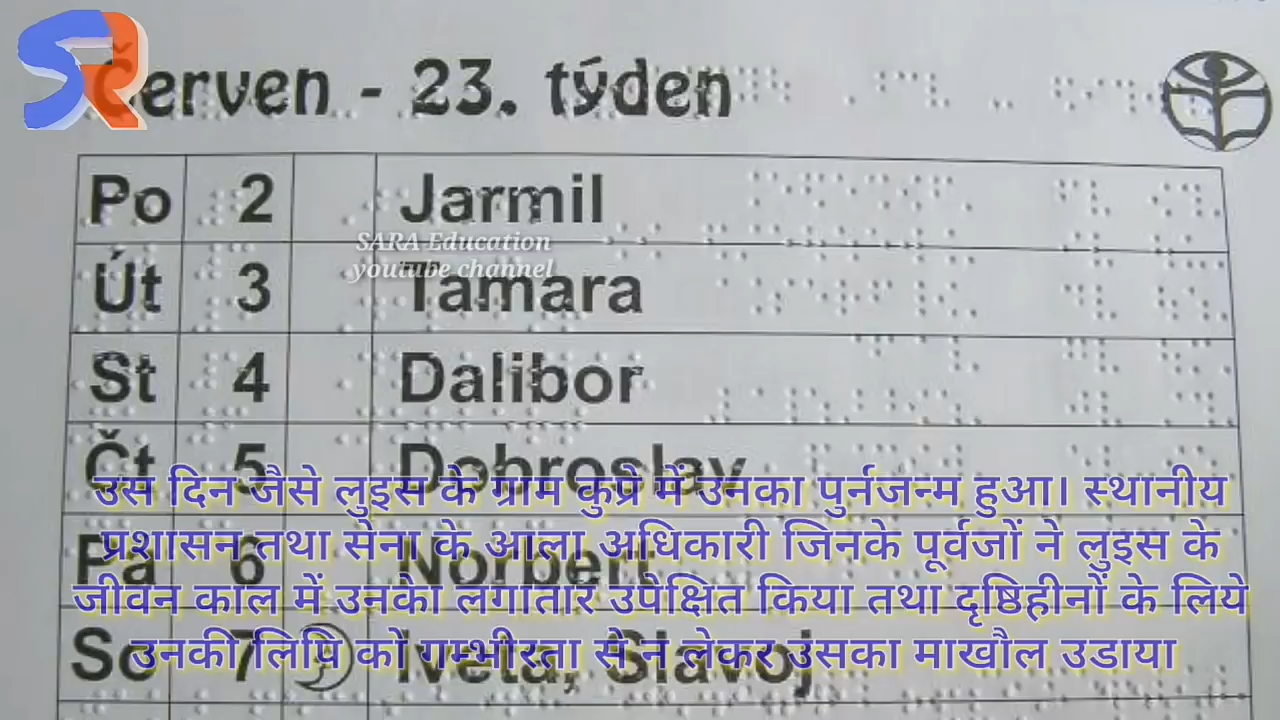 SR
Červen - 23. týden
Po 2 Jarmil
SARA Education
youtube channel
Út 3 Tamara
St 4 Dalibor
Čt 5 Dobroslav
उस दिन जैसे लुइस के ग्राम कुप्रे में उनका पुर्नजन्म हुआ। स्थानीय
प्रशासन तथा सेना के आला अधिकारी जिनके पूर्वजों ने लुइस के
Pá 6 Norbert
जीवन काल में उनको लगातार उपेक्षित किया तथा दृष्ठिहीनों के लिये
उनकी लिपि को गम्भीरता से न लेकर उसका माखौल उडाया
So 7 Iveta, Slavoj